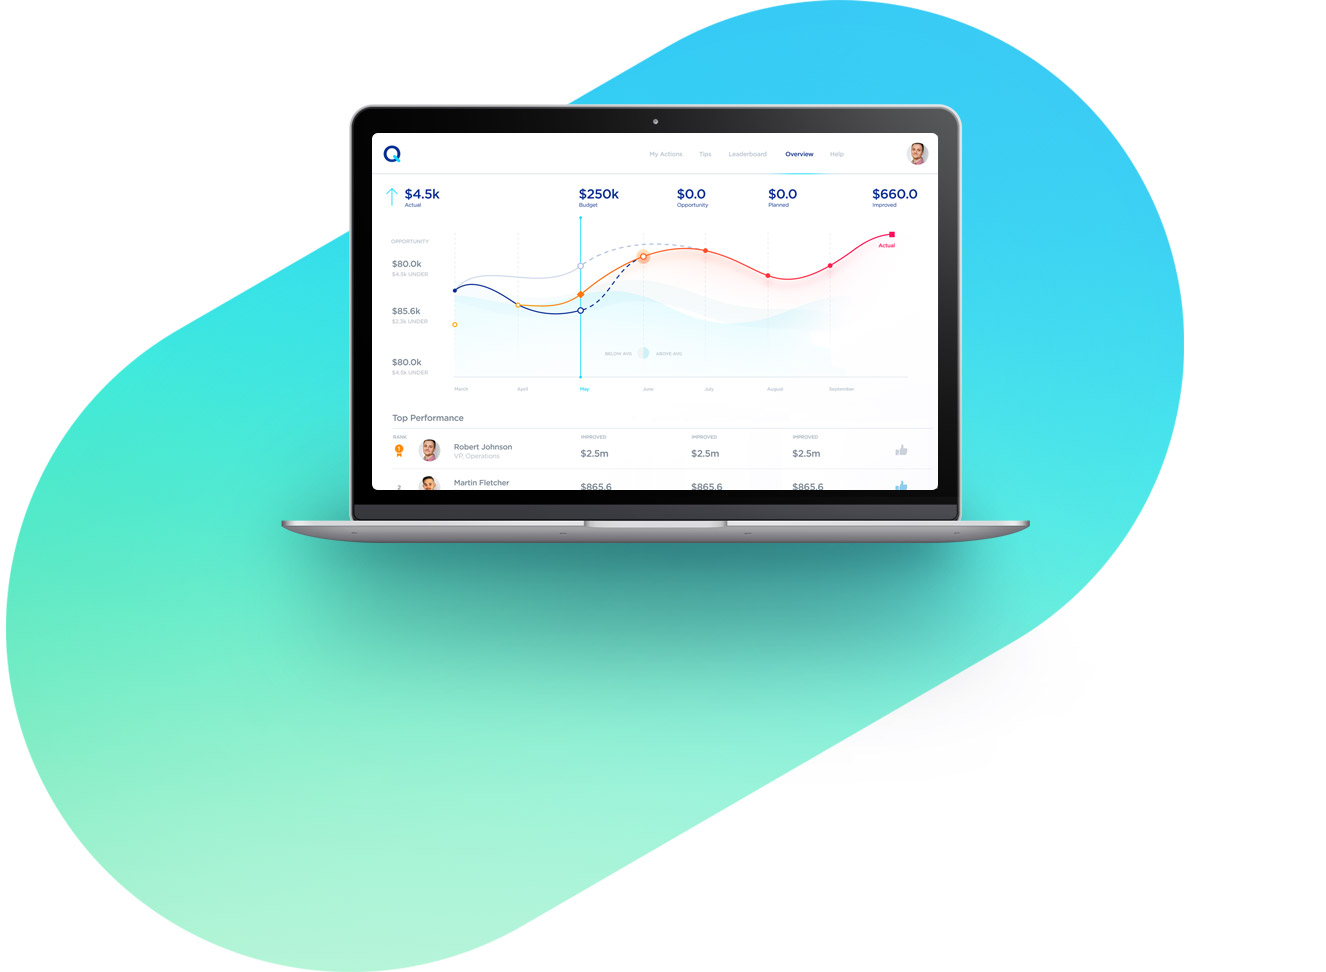 Q
My Actions Tips Leaderboard Overview Help
$4.5k $250k $0.0 $0.0 $660.0
Actual Budget Opportunity Planned Improved
OPPORTUNITY
Actual
$80.0k
$4.5k UNDER
$85.6k
$2.3k UNDER
BELOW AVG ABOVE AVG
$80.0k
$4.5k UNDER
March April May June July August September
Top Performance
RANK IMPROVED IMPROVED IMPROVED
1 Robert Johnson $2.5m $2.5m $2.5m
VP, Operations
2 Martin Fletcher $865.6 $865.6 $865.6